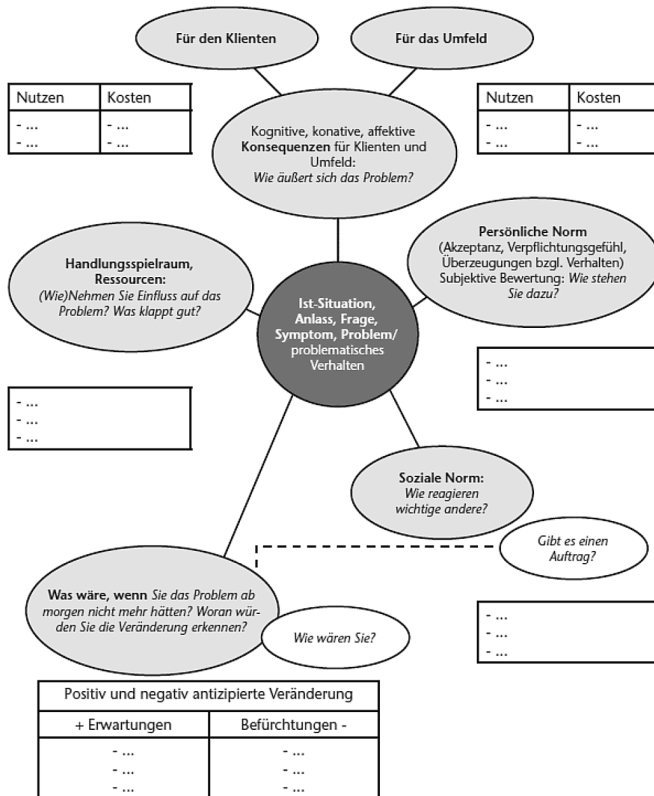 Für den Klienten
Für das Umfeld
Nutzen Kosten
- ... - ...
- ... - ...
Nutzen Kosten
- ... - ...
- ... - ...
Kognitive, konative, affektive
Konsequenzen für Klienten und
Umfeld:
Wie äußert sich das Problem?
Persönliche Norm
(Akzeptanz, Verpflichtungsgefühl,
Überzeugungen bzgl. Verhalten)
Subjektive Bewertung: Wie stehen
Sie dazu?
Handlungsspielraum,
Ressourcen:
(Wie)Nehmen Sie Einfluss auf das
Problem? Was klappt gut?
Ist-Situation,
Anlass, Frage,
Symptom, Problem/
problematisches
Verhalten
- ...
- ...
- ...
- ...
- ...
- ...
Soziale Norm:
Wie reagieren
wichtige andere?
Gibt es einen
Auftrag?
Was wäre, wenn Sie das Problem ab
morgen nicht mehr hätten? Woran wür-
den Sie die Veränderung erkennen?
Wie wären Sie?
- ...
- ...
- ...
Positiv und negativ antizipierte Veränderung
+ Erwartungen Befürchtungen -
- ... - ...
- ... - ...
- ... - ...